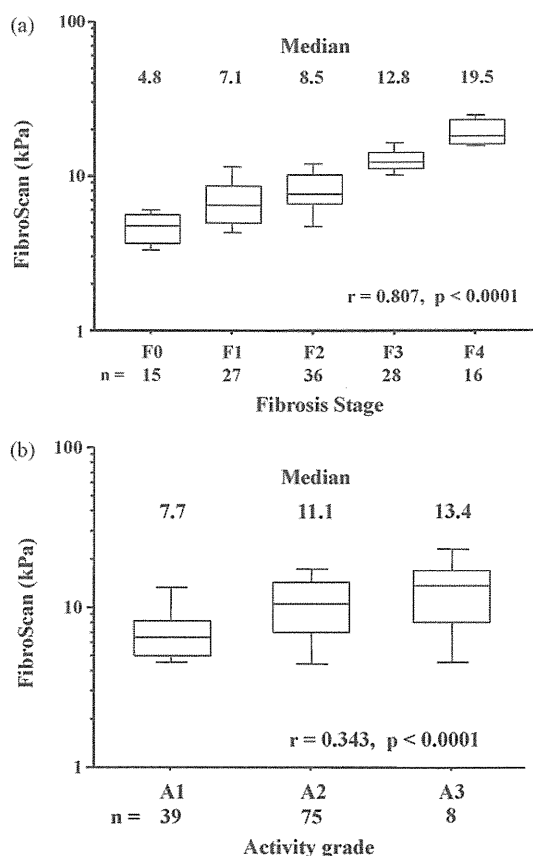 (a)
100
Median
4.8 7.1 8.5 12.8 19.5
FibroScan (kPa)
10
r = 0.807, p < 0.0001
1
F0 F1 F2 F3 F4
n = 15 27 36 28 16
Fibrosis Stage
(b)
100
Median
7.7 11.1 13.4
FibroScan (kPa)
10
r = 0.343, p < 0.0001
1
A1 A2 A3
n = 39 75 8
Activity grade